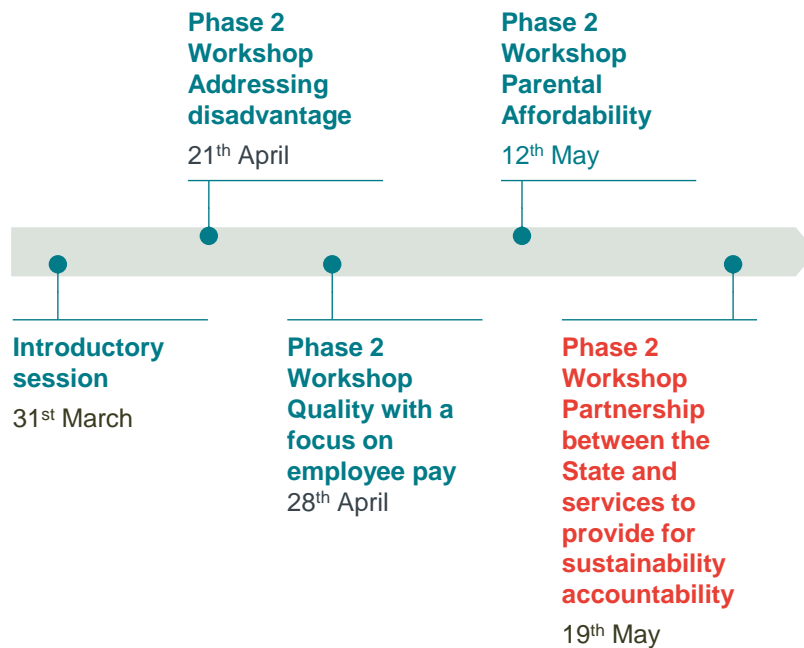 Phase 2
Workshop
Addressing
disadvantage
21th April
Phase 2
Workshop
Parental
Affordability
12th May
Introductory
session
31st March
Phase 2
Workshop
Quality with a
focus on
employee pay
28th April
Phase 2
Workshop
Partnership
between the
State and
services to
provide for
sustainability
accountability
19th May